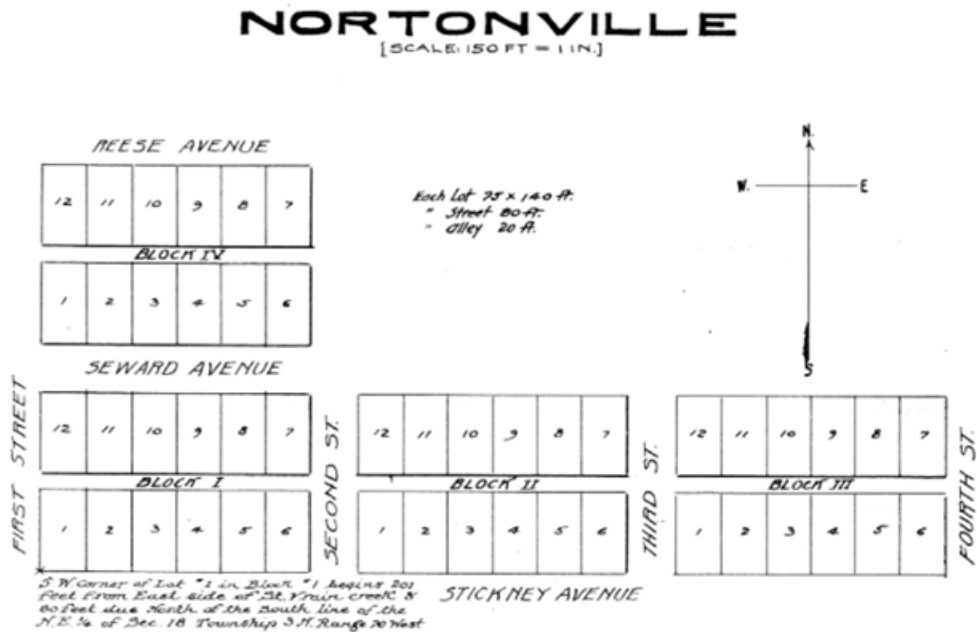 NORTONVILLE
[SCALE: 150 FT = 1 IN.]
REESE AVENUE
N.
W. E
S
Each Lot 75 x 140 ft.
" Street 80 ft.
" Alley 20 ft.
12 11 10 9 8 7
BLOCK IV
1 2 3 4 5 6
SEWARD AVENUE
FIRST STREET
12 11 10 9 8 7
BLOCK I
1 2 3 4 5 6
SECOND ST.
12 11 10 9 8 7
BLOCK II
1 2 3 4 5 6
THIRD ST.
12 11 10 9 8 7
BLOCK III
1 2 3 4 5 6
FOURTH ST.
S.W. Corner of Lot #1 in Block #1 begins 201
feet from East side of St. Vrain creek &
80 feet due North of the South line of the
N.E. ¼ of Sec. 18 Township 3 N. Range 70 West
STICKNEY AVENUE